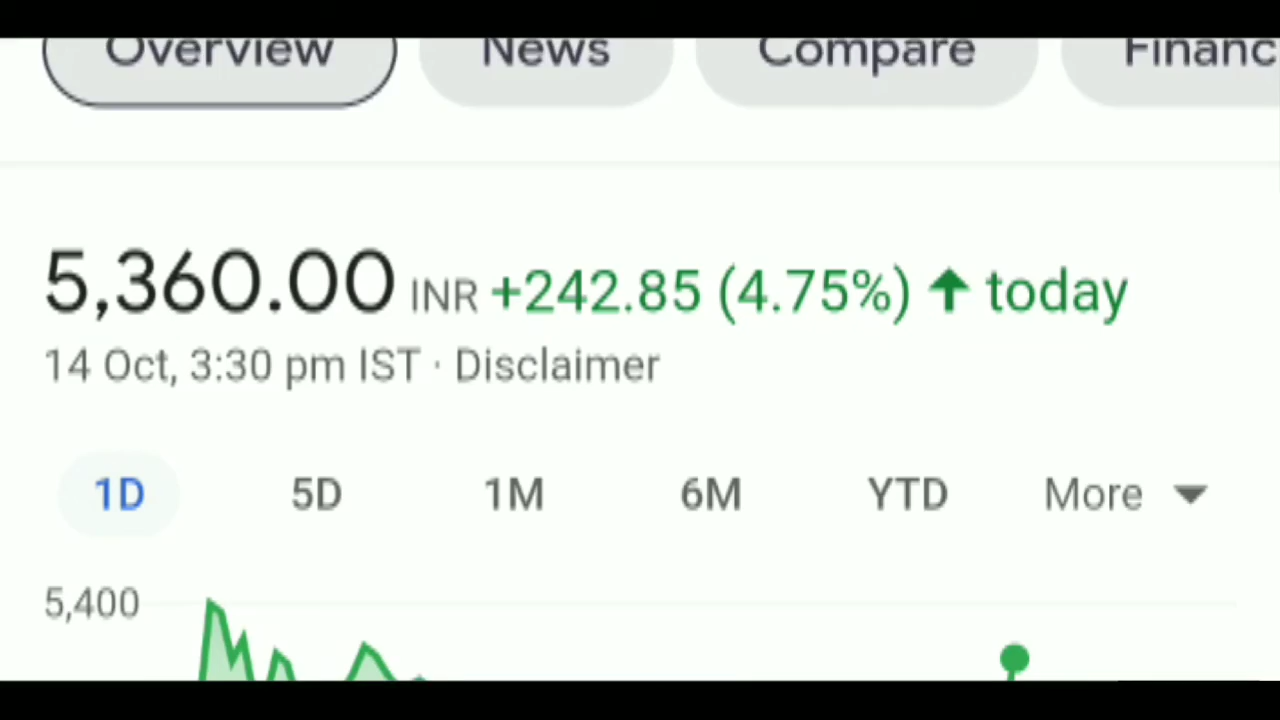 Overview News Compare Financ
5,360.00 INR +242.85 (4.75%) ↑ today
14 Oct, 3:30 pm IST · Disclaimer
1D 5D 1M 6M YTD More
5,400